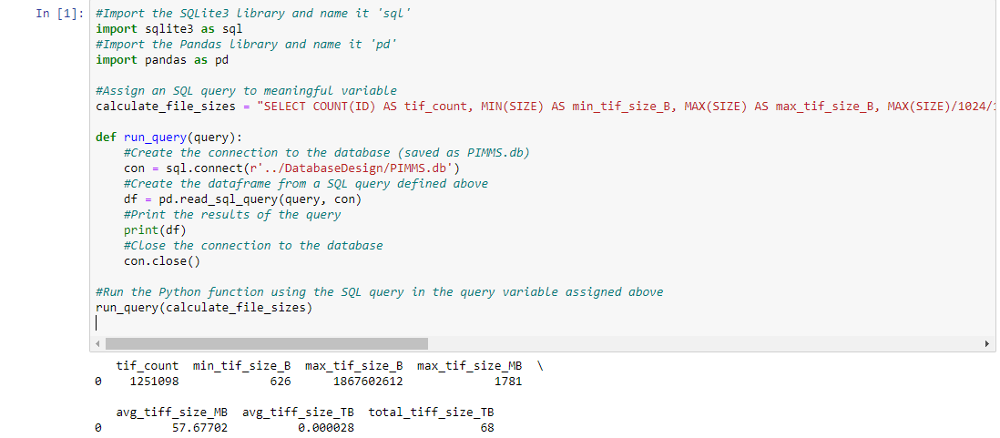 In [1]: #Import the SQLite3 library and name it 'sql'
import sqlite3 as sql
#Import the Pandas library and name it 'pd'
import pandas as pd
#Assign an SQL query to meaningful variable
calculate_file_sizes = "SELECT COUNT(ID) AS tif_count, MIN(SIZE) AS min_tif_size_B, MAX(SIZE) AS max_tif_size_B, MAX(SIZE)/1024/
def run_query(query):
#Create the connection to the database (saved as PIMMS.db)
con = sql.connect(r'../DatabaseDesign/PIMMS.db')
#Create the dataframe from a SQL query defined above
df = pd.read_sql_query(query, con)
#Print the results of the query
print(df)
#Close the connection to the database
con.close()
#Run the Python function using the SQL query in the query variable assigned above
run_query(calculate_file_sizes)
tif_count min_tif_size_B max_tif_size_B max_tif_size_MB \
0 1251098 626 1867602612 1781
avg_tiff_size_MB avg_tiff_size_TB total_tiff_size_TB
0 57.67702 0.000028 68